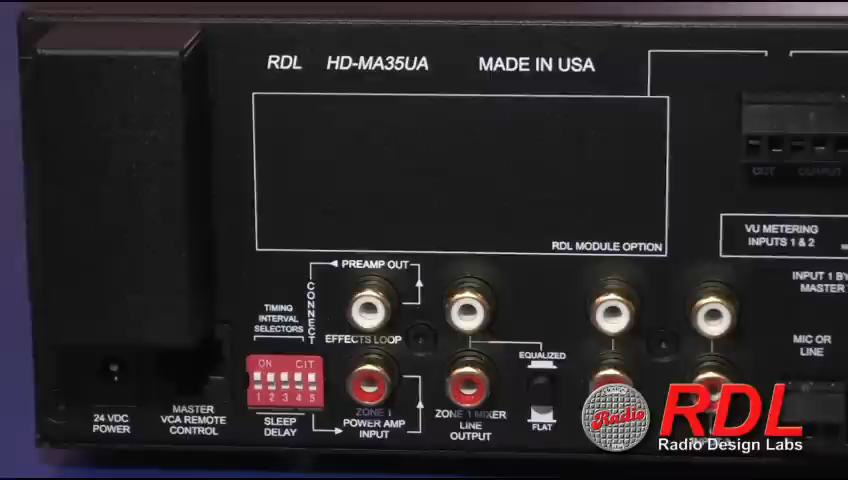 RDL HD-MA35UA MADE IN USA
OUT OUTPUT
RDL MODULE OPTION
VU METERING
INPUTS 1 & 2
PREAMP OUT
CONNECT
INPUT 1 BY
MASTER
TIMING
INTERVAL
SELECTORS
EFFECTS LOOP
MIC OR
LINE
EQUALIZED
ON CIT
1 2 3 4 5
24 VDC
POWER
MASTER
VCA REMOTE
CONTROL
SLEEP
DELAY
ZONE 1
POWER AMP
INPUT
ZONE 1 MIXER
LINE
OUTPUT
FLAT
Radio
RDL
Radio Design Labs